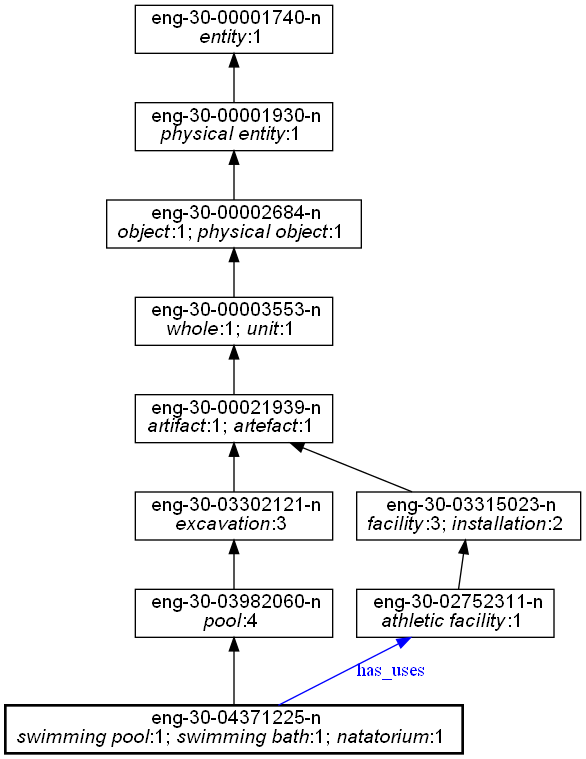 eng-30-00001740-n
entity:1
eng-30-00001930-n
physical entity:1
eng-30-00002684-n
object:1; physical object:1
eng-30-00003553-n
whole:1; unit:1
eng-30-00021939-n
artifact:1; artefact:1
eng-30-03302121-n
excavation:3
eng-30-03315023-n
facility:3; installation:2
eng-30-03982060-n
pool:4
eng-30-02752311-n
athletic facility:1
has_uses
eng-30-04371225-n
swimming pool:1; swimming bath:1; natatorium:1